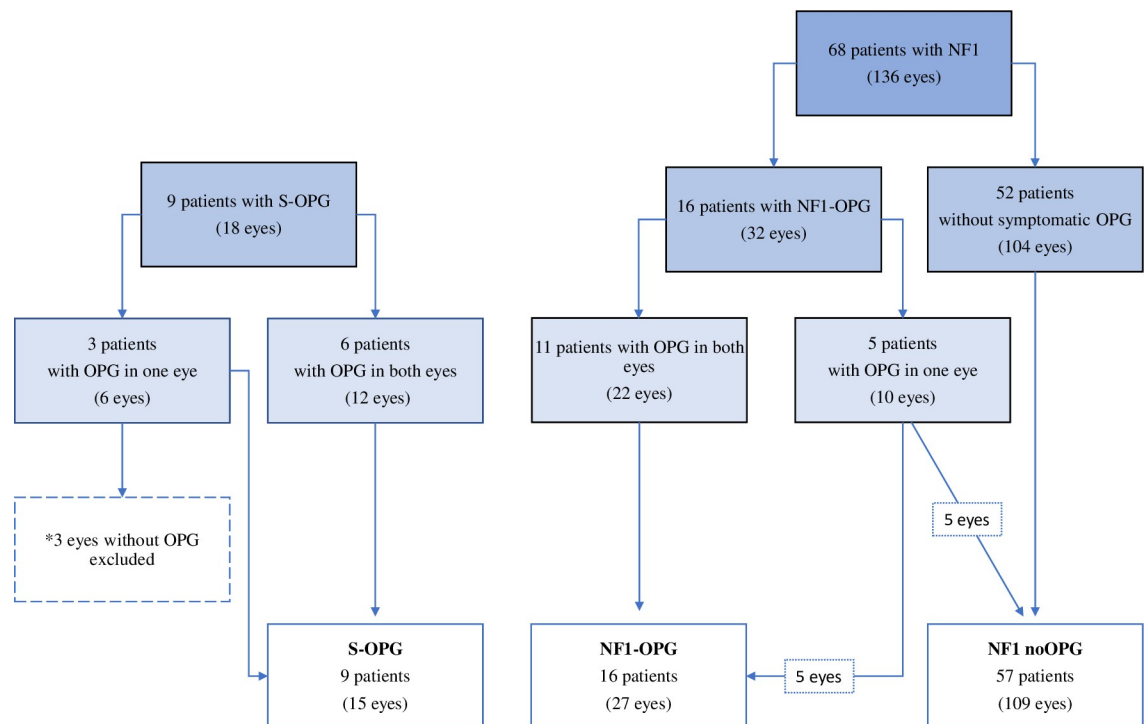 68 patients with NF1
(136 eyes)
9 patients with S-OPG
(18 eyes)
16 patients with NF1-OPG
(32 eyes)
52 patients
without symptomatic OPG
(104 eyes)
3 patients
with OPG in one eye
(6 eyes)
6 patients
with OPG in both eyes
(12 eyes)
11 patients with OPG in both
eyes
(22 eyes)
5 patients
with OPG in one eye
(10 eyes)
*3 eyes without OPG
excluded
5 eyes
S-OPG
9 patients
(15 eyes)
NF1-OPG
16 patients
(27 eyes)
5 eyes
NF1 noOPG
57 patients
(109 eyes)